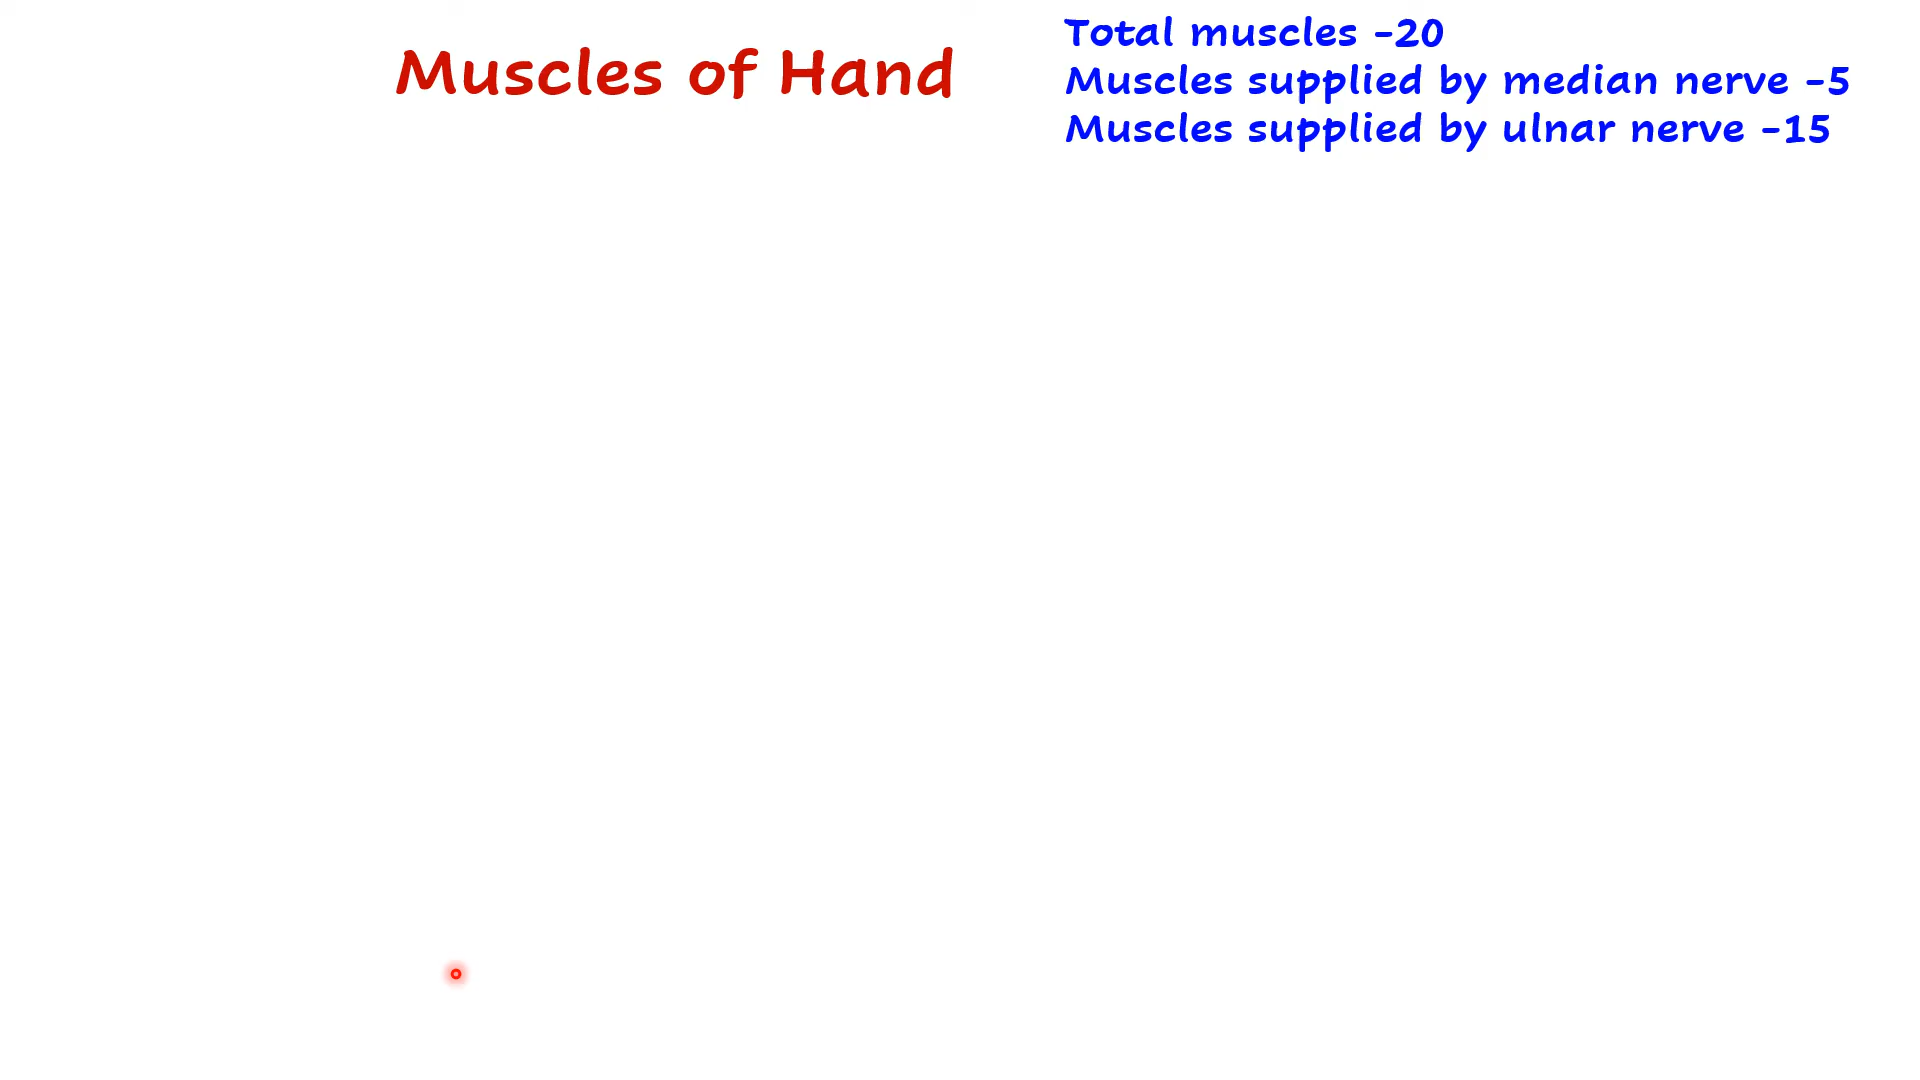 Muscles of Hand
Total muscles -20
Muscles supplied by median nerve -5
Muscles supplied by ulnar nerve -15